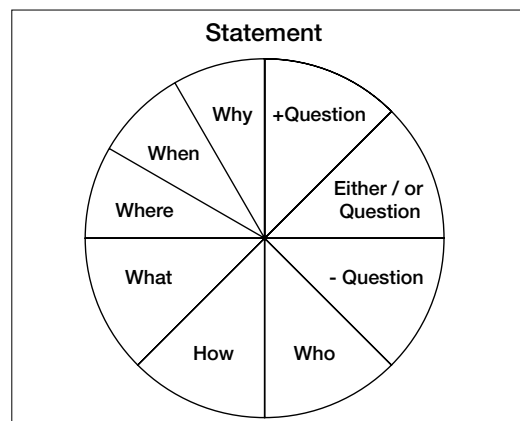 Statement
+Question
Either / or
Question
- Question
Who
How
What
Where
When
Why